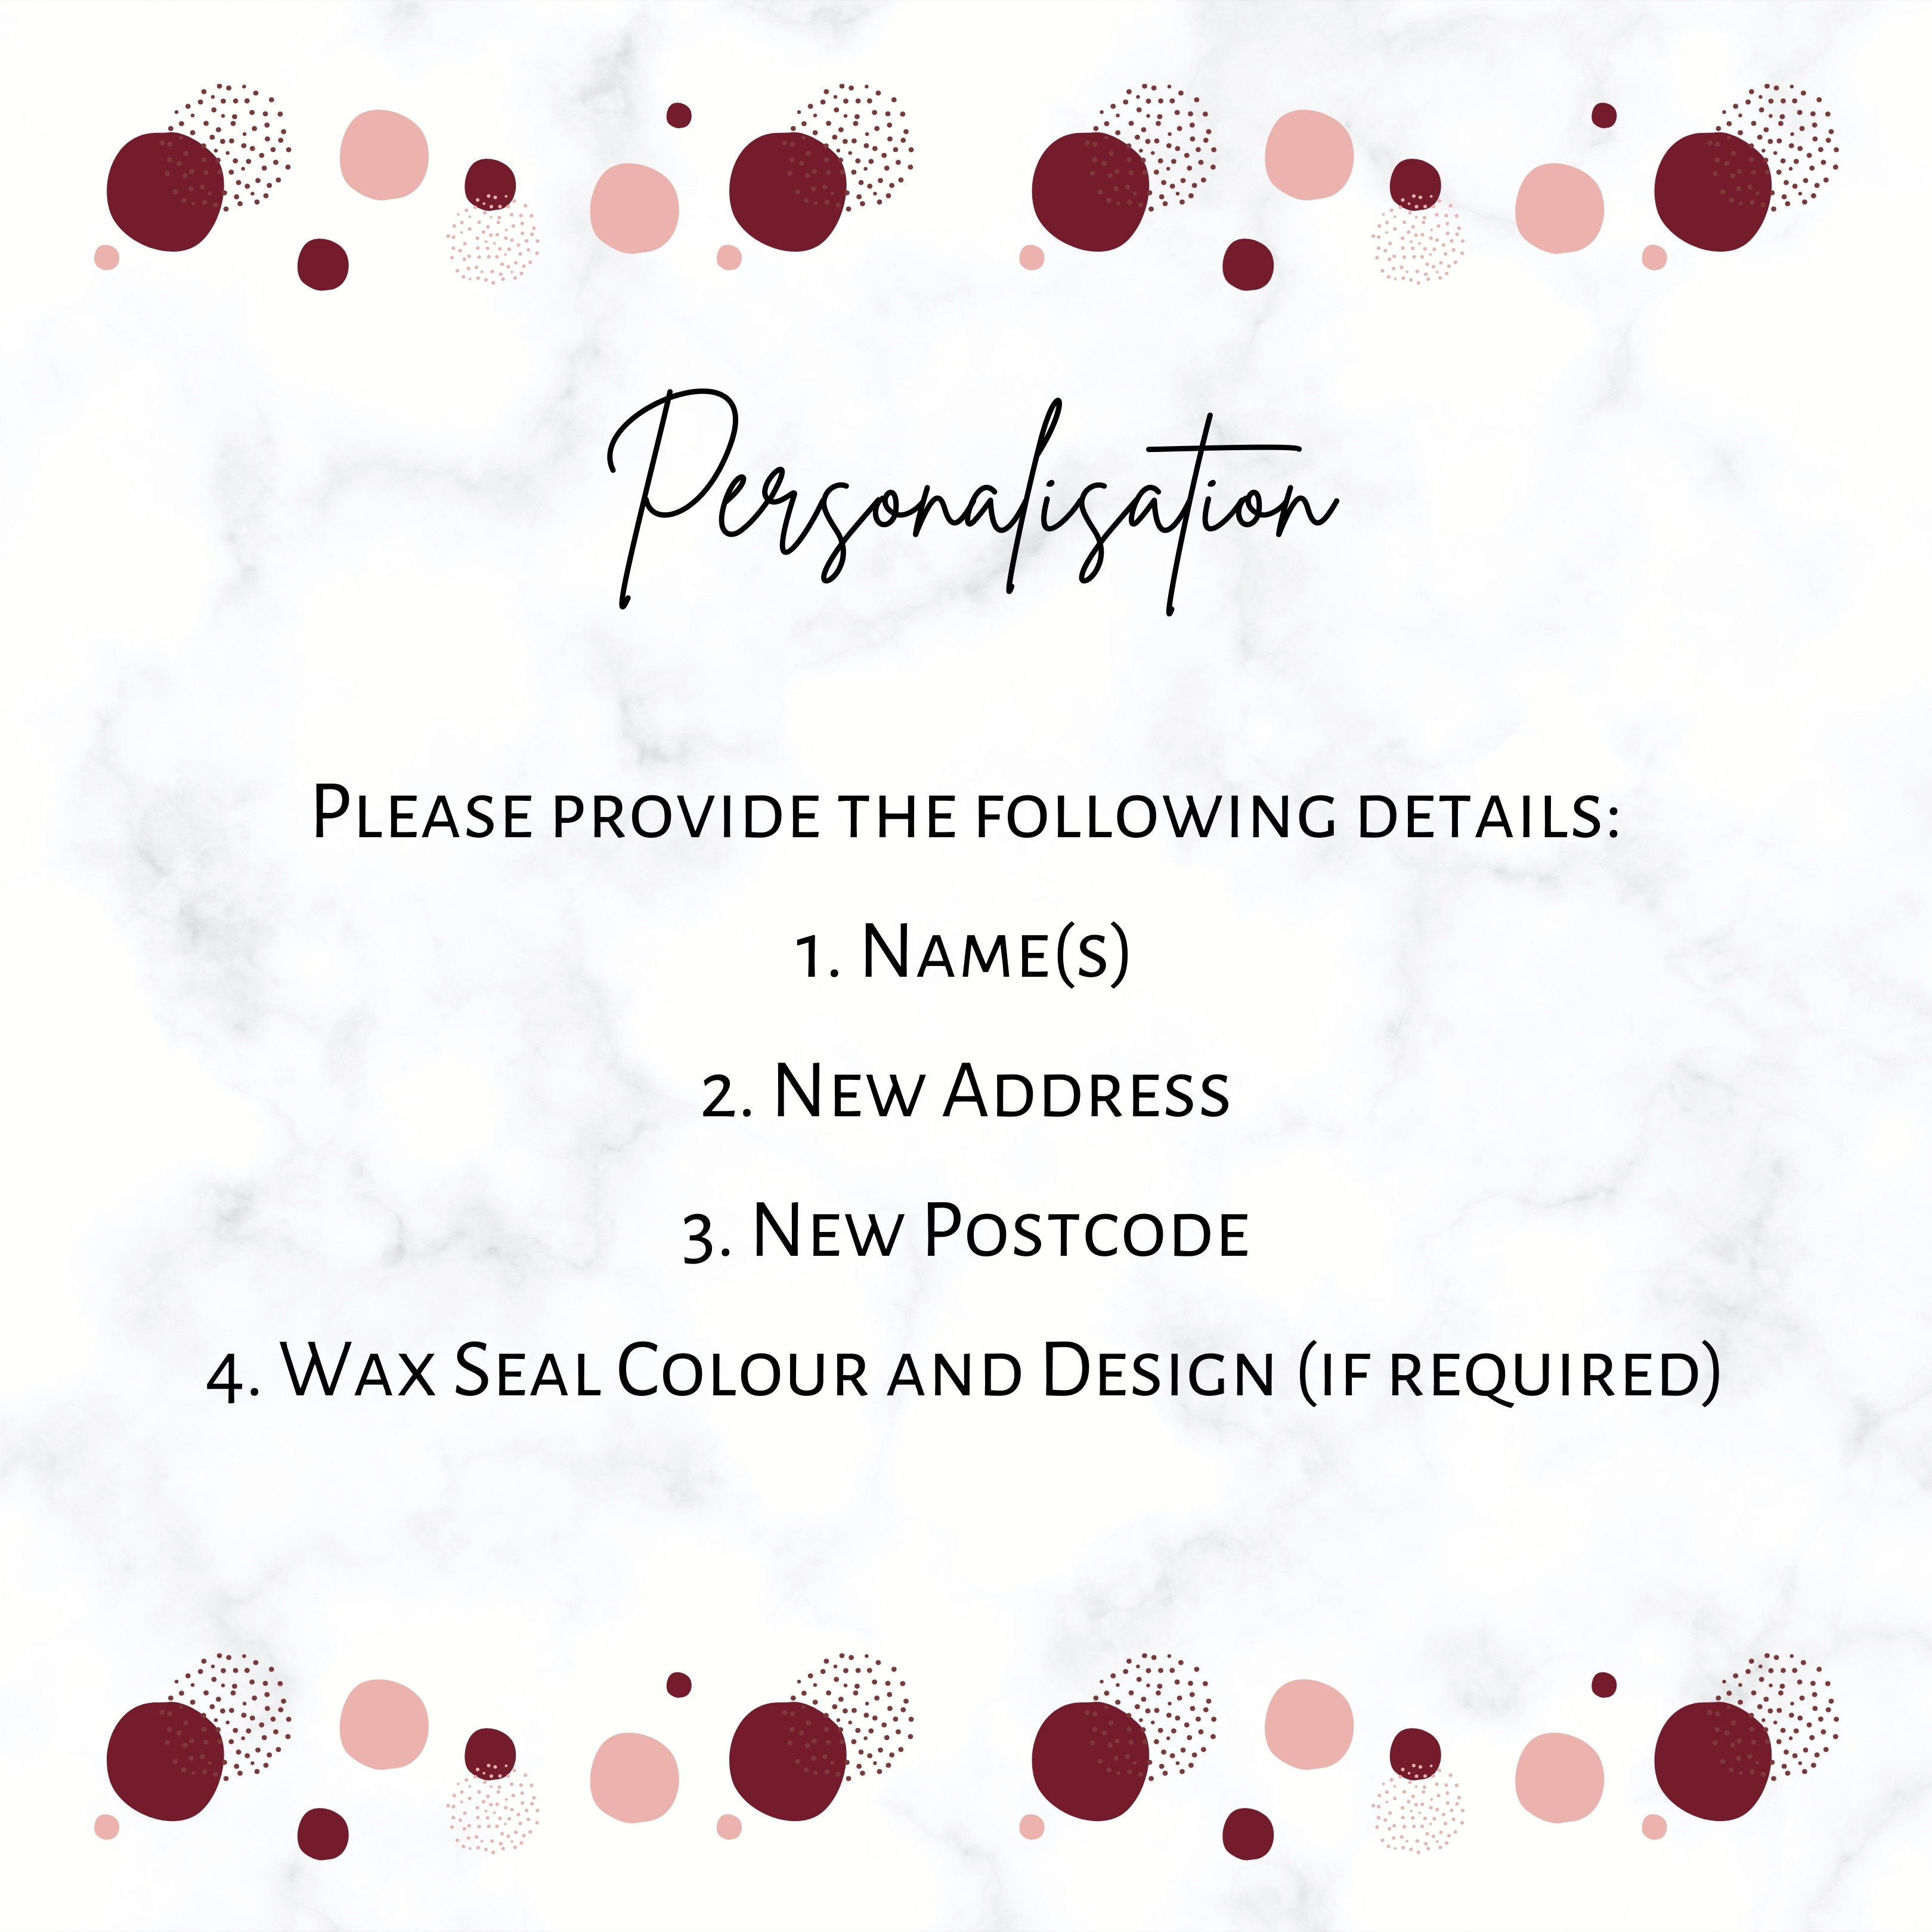 Personalisation
Please provide the following details:
1. Name(s)
2. New Address
3. New Postcode
4. Wax Seal Colour and Design (if required)